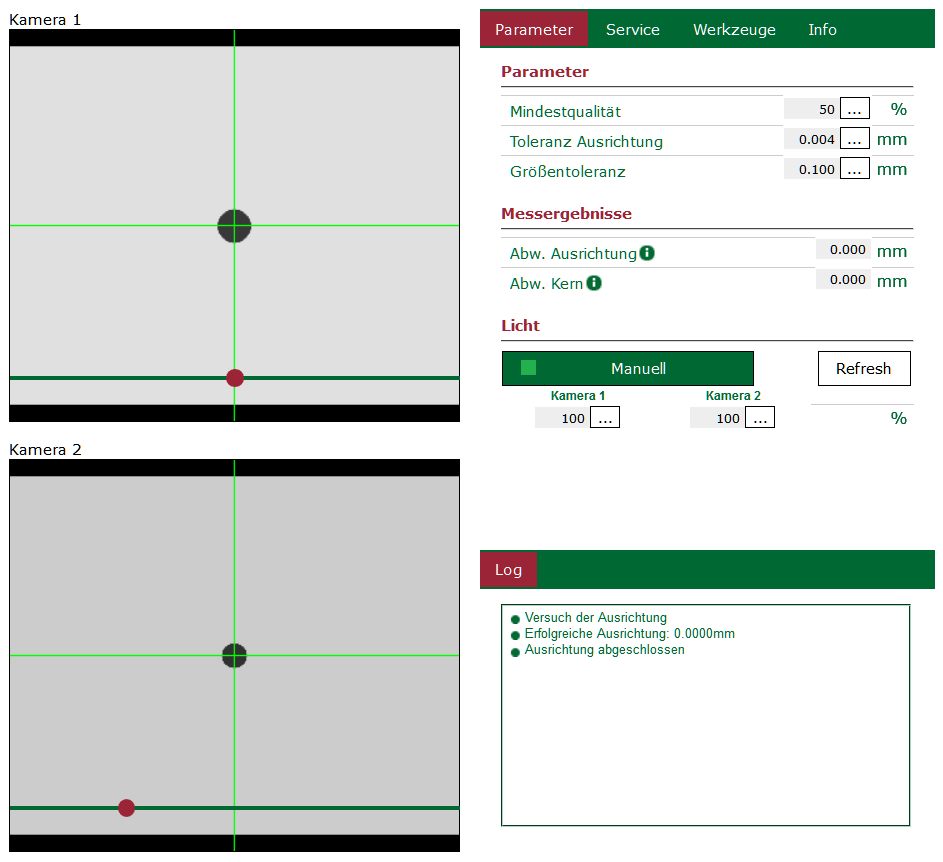 Kamera 1
Parameter Service Werkzeuge Info
Parameter
Mindestqualität 50 ... %
Toleranz Ausrichtung 0.004 ... mm
Größentoleranz 0.100 ... mm
Messergebnisse
Abw. Ausrichtung i 0.000 mm
Abw. Kern i 0.000 mm
Licht
Manuell Refresh
Kamera 1 Kamera 2
100 ... 100 ... %
Kamera 2
Log
Versuch der Ausrichtung
Erfolgreiche Ausrichtung: 0.0000mm
Ausrichtung abgeschlossen